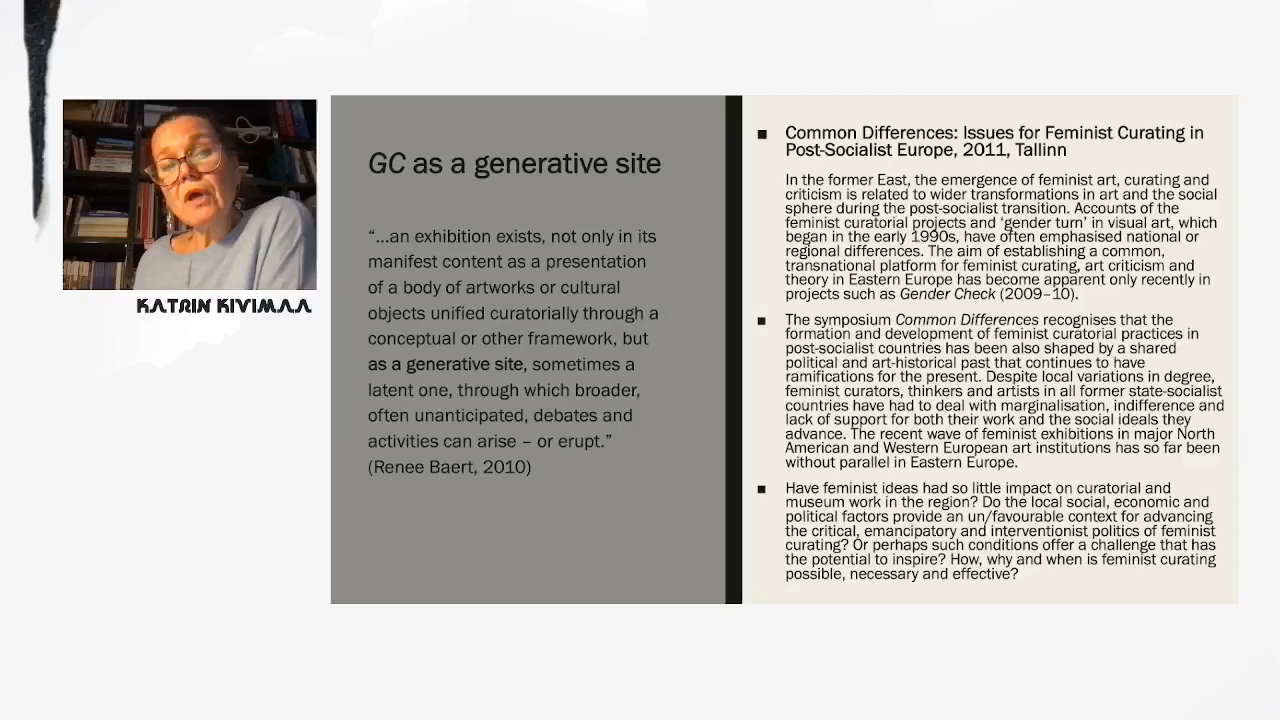 KATRIN KIVIMAA
GC as a generative site
“...an exhibition exists, not only in its
manifest content as a presentation
of a body of artworks or cultural
objects unified curatorially through a
conceptual or other framework, but
as a generative site, sometimes a
latent one, through which broader,
often unanticipated, debates and
activities can arise – or erupt.”
(Renee Baert, 2010)
■ Common Differences: Issues for Feminist Curating in
Post-Socialist Europe, 2011, Tallinn
In the former East, the emergence of feminist art, curating and
criticism is related to wider transformations in art and the social
sphere during the post-socialist transition. Accounts of the
feminist curatorial projects and ‘gender turn’ in visual art, which
began in the early 1990s, have often emphasised national or
regional differences. The aim of establishing a common,
transnational platform for feminist curating, art criticism and
theory in Eastern Europe has become apparent only recently in
projects such as Gender Check (2009–10).
■ The symposium Common Differences recognises that the
formation and development of feminist curatorial practices in
post-socialist countries has been also shaped by a shared
political and art-historical past that continues to have
ramifications for the present. Despite local variations in degree,
feminist curators, thinkers and artists in all former state-socialist
countries have had to deal with marginalisation, indifference and
lack of support for both their work and the social ideals they
advance. The recent wave of feminist exhibitions in major North
American and Western European art institutions has so far been
without parallel in Eastern Europe.
■ Have feminist ideas had so little impact on curatorial and
museum work in the region? Do the local social, economic and
political factors provide an un/favourable context for advancing
the critical, emancipatory and interventionist politics of feminist
curating? Or perhaps such conditions offer a challenge that has
the potential to inspire? How, why and when is feminist curating
possible, necessary and effective?